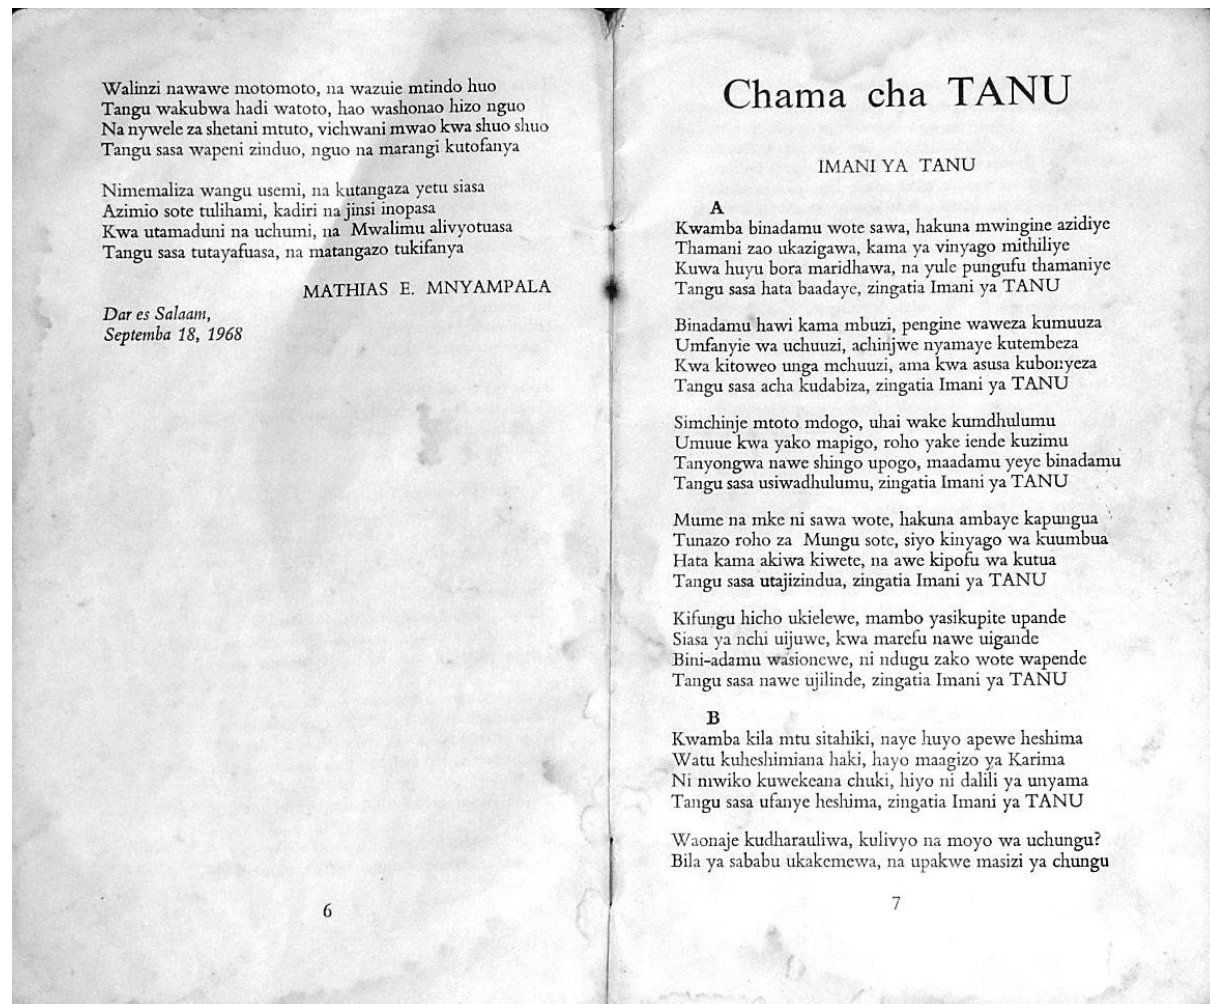 Walinzi nawawe motomoto, na wazuie mtindo huo
Tangu wakubwa hadi watoto, hao washonao hizo nguo
Na nywele za shetani mtuto, vichwani mwao kwa shuo shuo
Tangu sasa wapeni zinduo, nguo na marangi kutofanya
Nimemaliza wangu usemi, na kutangaza yetu siasa
Azimio sote tulihami, kadiri na jinsi inopasa
Kwa utamaduni na uchumi, na Mwalimu alivyotuasa
Tangu sasa tutayafuasa, na matangazo tukifanya
MATHIAS E. MNYAMPALA
Dar es Salaam,
Septemba 18, 1968
6
Chama cha TANU
IMANI YA TANU
A
Kwamba binadamu wote sawa, hakuna mwingine azidiye
Thamani zao ukazigawa, kama ya vinyago mithiliye
Kuwa huyu bora maridhawa, na yule pungufu thamaniye
Tangu sasa hata baadaye, zingatia Imani ya TANU
Binadamu hawi kama mbuzi, pengine waweza kumuuza
Umfanyie wa uchuuzi, achinjwe nyamaye kutembeza
Kwa kitoweo unga mchuuzi, ama kwa asusa kubonyeza
Tangu sasa acha kudabiza, zingatia Imani ya TANU
Simchinje mtoto mdogo, uhai wake kumdhulumu
Umuue kwa yako mapigo, roho yake iende kuzimu
Tanyongwa nawe shingo upogo, maadamu yeye binadamu
Tangu sasa usiwadhulumu, zingatia Imani ya TANU
Mume na mke ni sawa wote, hakuna ambaye kapungua
Tunazo roho za Mungu sote, siyo kinyago wa kuumbua
Hata kama akiwa kiwete, na awe kipofu wa kutua
Tangu sasa utajizindua, zingatia Imani ya TANU
Kifungu hicho ukielewe, mambo yasikupite upande
Siasa ya nchi uijuwe, kwa marefu nawe uigande
Bini-adamu wasionewe, ni ndugu zako wote wapende
Tangu sasa nawe ujilinde, zingatia Imani ya TANU
B
Kwamba kila mtu sitahiki, naye huyo apewe heshima
Watu kuheshimiana haki, hayo maagizo ya Karima
Ni mwiko kuwekeana chuki, hiyo ni dalili ya unyama
Tangu sasa ufanye heshima, zingatia Imani ya TANU
Waonaje kudharauliwa, kulivyo na moyo wa uchungu?
Bila ya sababu ukakemewa, na upakwe masizi ya chungu
7